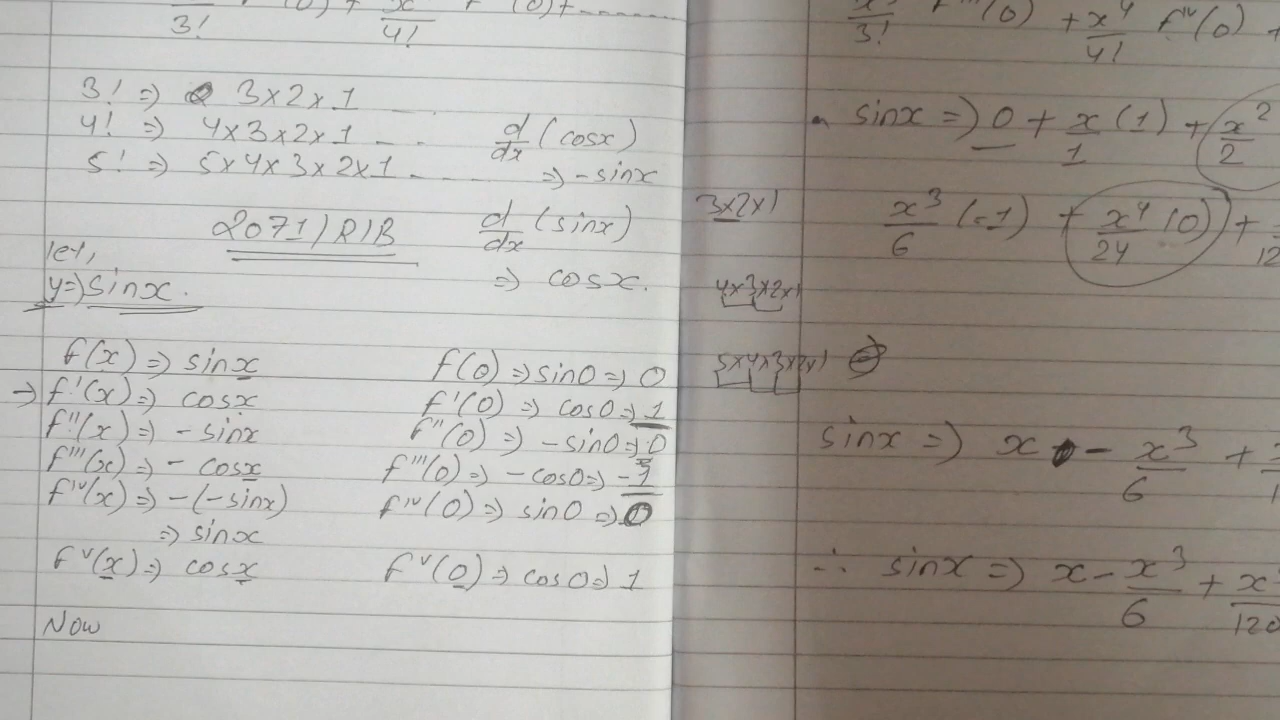 3! 4!
3! => 3x2x1
4! => 4x3x2x1 - .
5! => 5x4x3x2x1 - - - -
d/dx (cosx)
=> -sinx
2071/R/B
d/dx (sinx)
=> cosx.
let,
y=> sinx.
f(x) => sinx f(0) => sin0 => 0
→ f'(x) => cosx f'(0) => cos0 => 1
f''(x) => - sinx f''(0) => - sin0 => 0
f'''(x) => - cosx f'''(0) => - cos0 => -1
f^iv(x) => -(-sinx) f^iv(0) => sin0 => 0
=> sinx
f^v(x) => cosx f^v(0) => cos0 => 1
Now
3! f'''(0) + x^4/4! f^iv(0) +
sinx => 0 + x/1 (1) + x^2/2
3x2x1
x^3/6 (-1) + x^4/24 (0) +
4x3x2x1
5x4x3x2x1
sinx => x - x^3/6 +
∴ sinx => x - x^3/6 + x/120